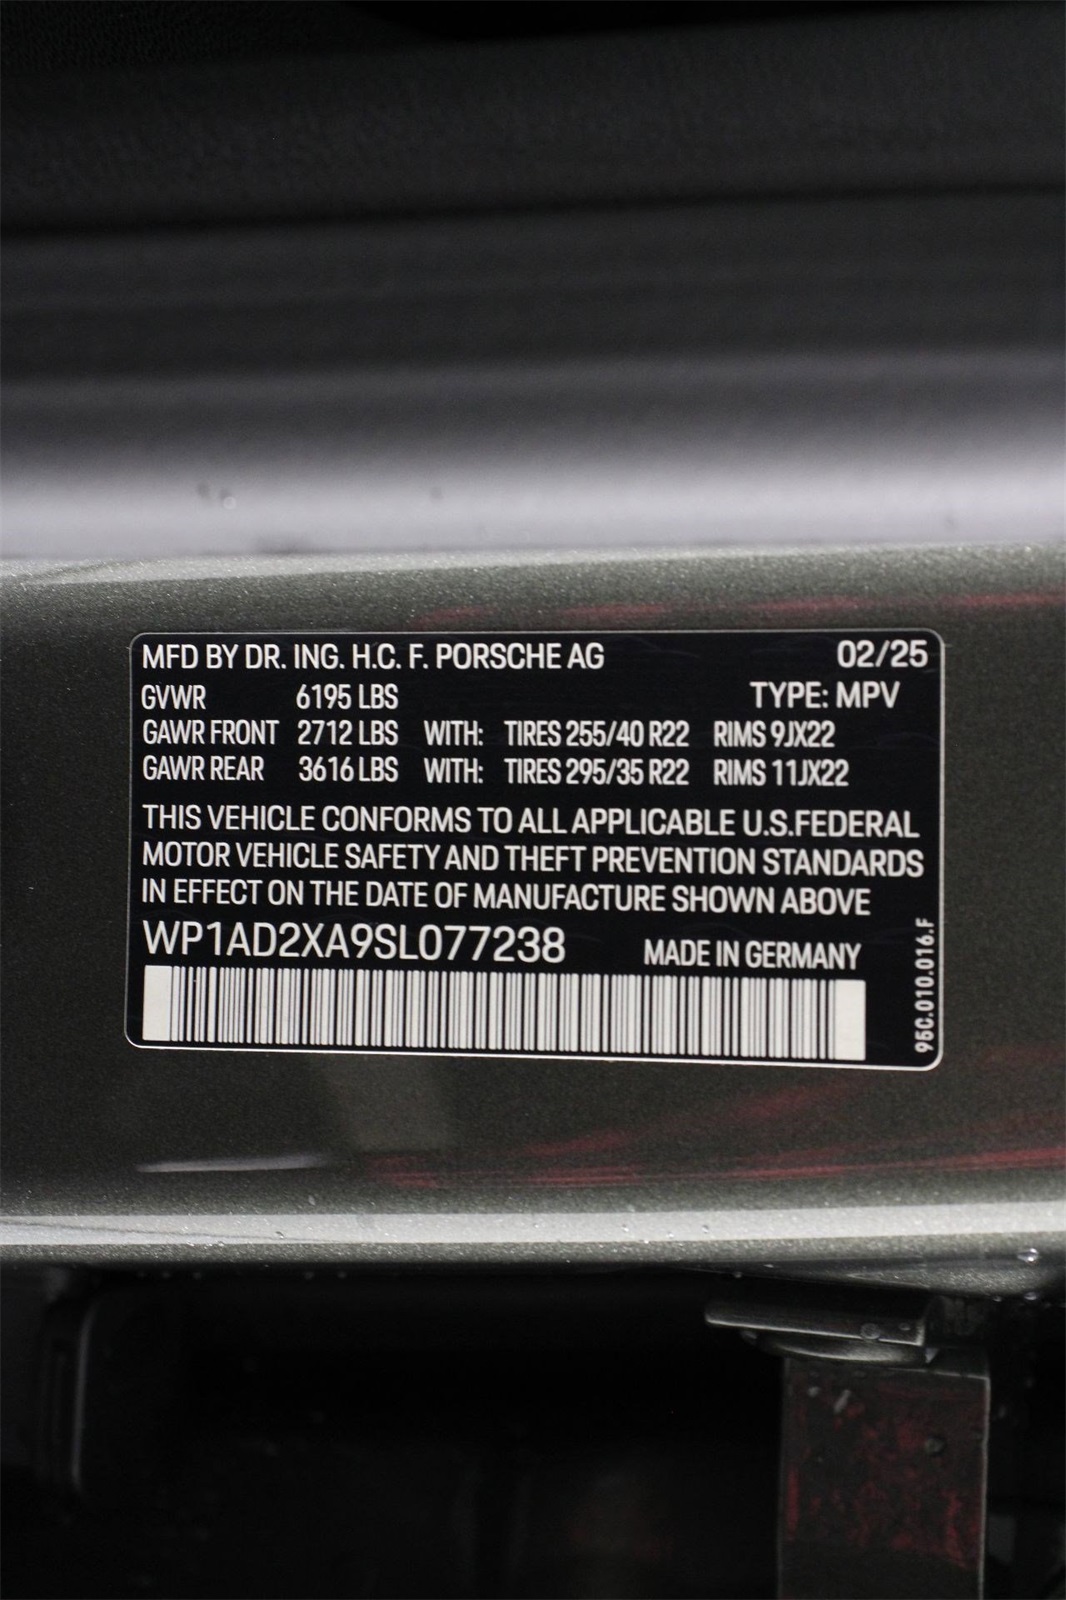 MFD BY DR. ING. H.C. F. PORSCHE AG 02/25
GVWR 6195 LBS TYPE: MPV
GAWR FRONT 2712 LBS WITH: TIRES 255/40 R22 RIMS 9JX22
GAWR REAR 3616 LBS WITH: TIRES 295/35 R22 RIMS 11JX22
THIS VEHICLE CONFORMS TO ALL APPLICABLE U.S.FEDERAL
MOTOR VEHICLE SAFETY AND THEFT PREVENTION STANDARDS
IN EFFECT ON THE DATE OF MANUFACTURE SHOWN ABOVE
WP1AD2XA9SL077238 MADE IN GERMANY
95C.010.016.F